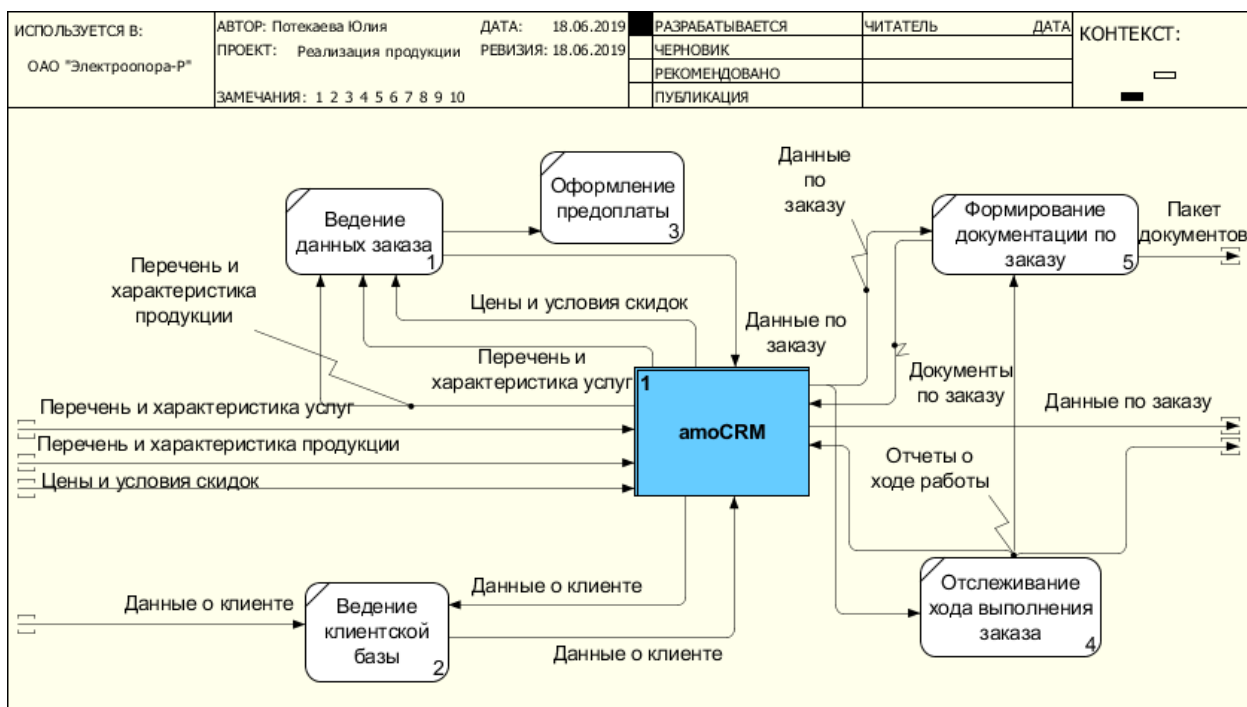 ИСПОЛЬЗУЕТСЯ В:
ОАО "Электроопора-Р"
АВТОР: Потекаева Юлия
ДАТА: 18.06.2019
ПРОЕКТ: Реализация продукции
РЕВИЗИЯ: 18.06.2019
ЗАМЕЧАНИЯ: 1 2 3 4 5 6 7 8 9 10
РАЗРАБАТЫВАЕТСЯ
ЧЕРНОВИК
РЕКОМЕНДОВАНО
ПУБЛИКАЦИЯ
ЧИТАТЕЛЬ
ДАТА
КОНТЕКСТ:
Данные
по
заказу
Оформление
предоплаты
3
Ведение
данных заказа
1
Формирование
документации по
заказу
5
Пакет
документов
Перечень и
характеристика
продукции
Цены и условия скидок
Данные по
заказу
Перечень и
характеристика услуг
1
amoCRM
Документы
по заказу
Перечень и характеристика услуг
Перечень и характеристика продукции
Цены и условия скидок
Данные по заказу
Отчеты о
ходе работы
Данные о клиенте
Ведение
клиентской
базы
2
Данные о клиенте
Данные о клиенте
Отслеживание
хода выполнения
заказа
4